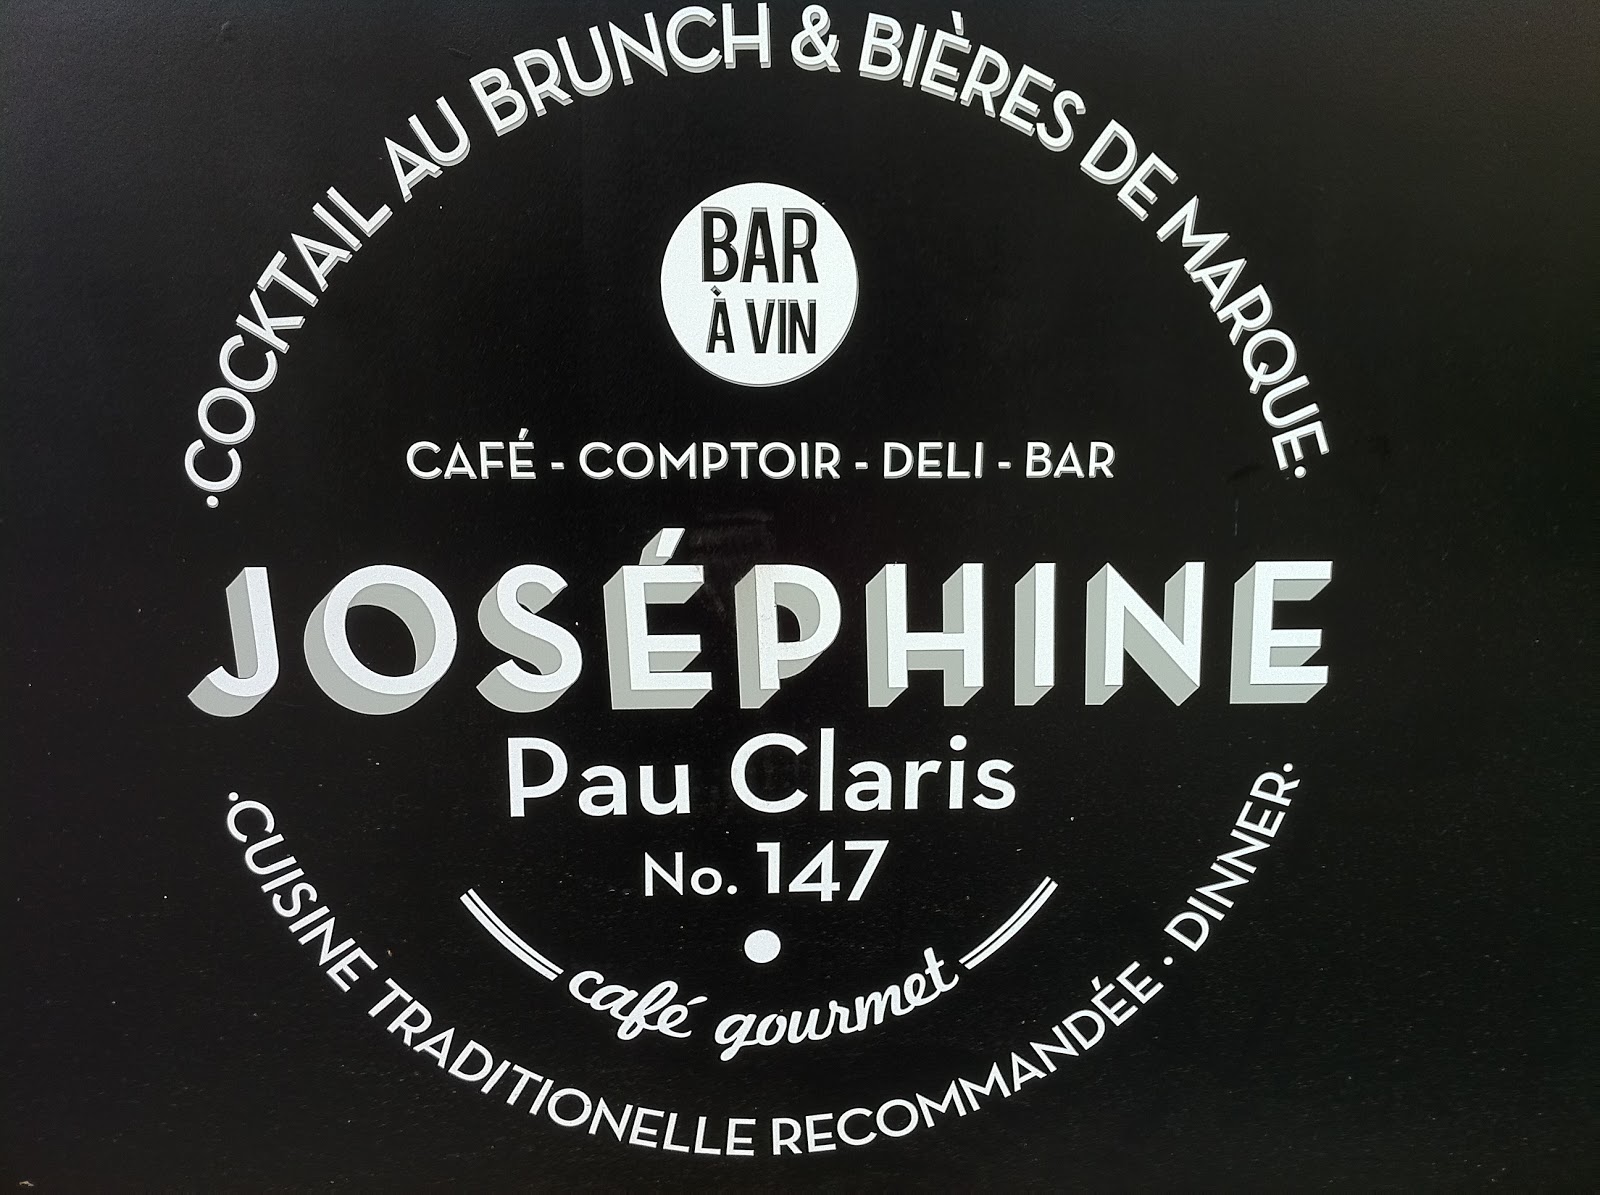 ·COCKTAIL AU BRUNCH & BIÈRES DE MARQUE·
BAR
À VIN
CAFÉ - COMPTOIR - DELI - BAR
JOSÉPHINE
Pau Claris
No. 147
café gourmet
·CUISINE TRADITIONELLE RECOMMANDÉE · DINNER·